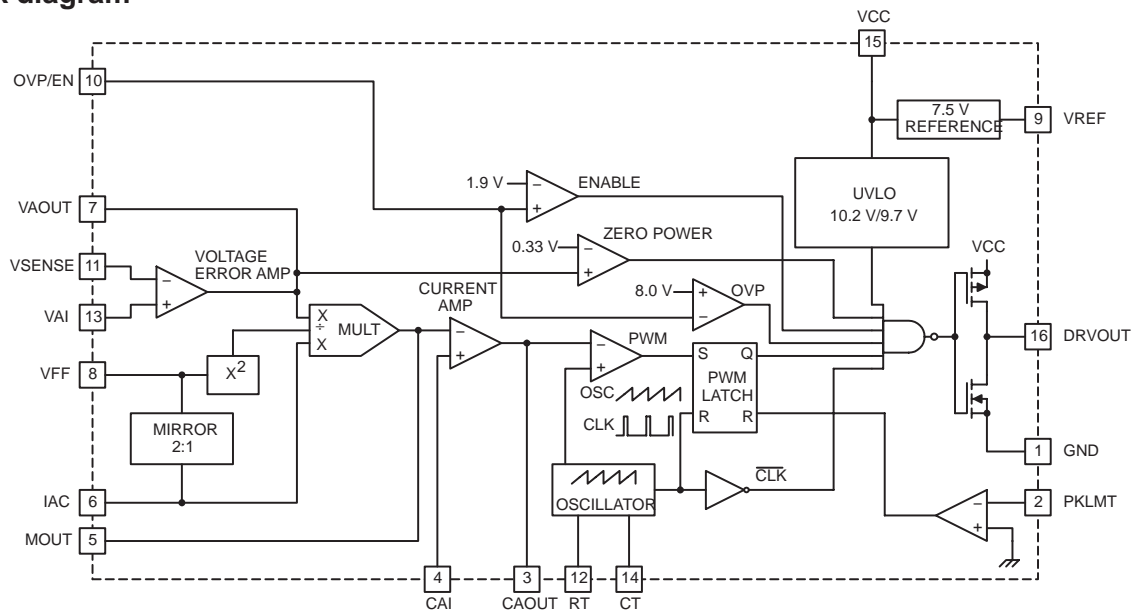 VCC
15
OVP/EN 10
7.5 V
REFERENCE
9 VREF
1.9 V
−
+
ENABLE
UVLO
10.2 V/9.7 V
VAOUT 7
0.33 V
−
+
ZERO POWER
VCC
VSENSE 11
VOLTAGE
ERROR AMP
−
+
VAI 13
8.0 V
+
−
OVP
CURRENT
AMP
X
÷
X
MULT
−
+
−
+
PWM
16 DRVOUT
VFF 8
X2
S Q
PWM
LATCH
R R
OSC
CLK
MIRROR
2:1
1 GND
IAC 6
OSCILLATOR
CLK
−
+
2 PKLMT
MOUT 5
4 3 12 14
CAI CAOUT RT CT